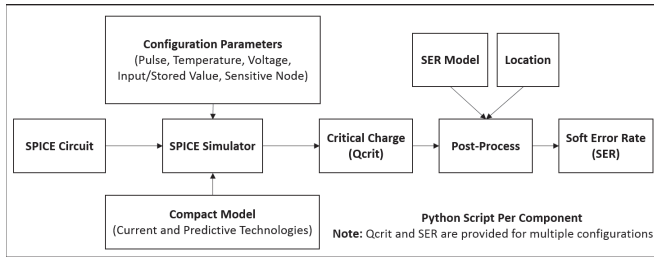 Configuration Parameters
(Pulse, Temperature, Voltage,
Input/Stored Value, Sensitive Node)
SER Model
Location
SPICE Circuit
SPICE Simulator
Critical Charge
(Qcrit)
Post-Process
Soft Error Rate
(SER)
Compact Model
(Current and Predictive Technologies)
Python Script Per Component
Note: Qcrit and SER are provided for multiple configurations